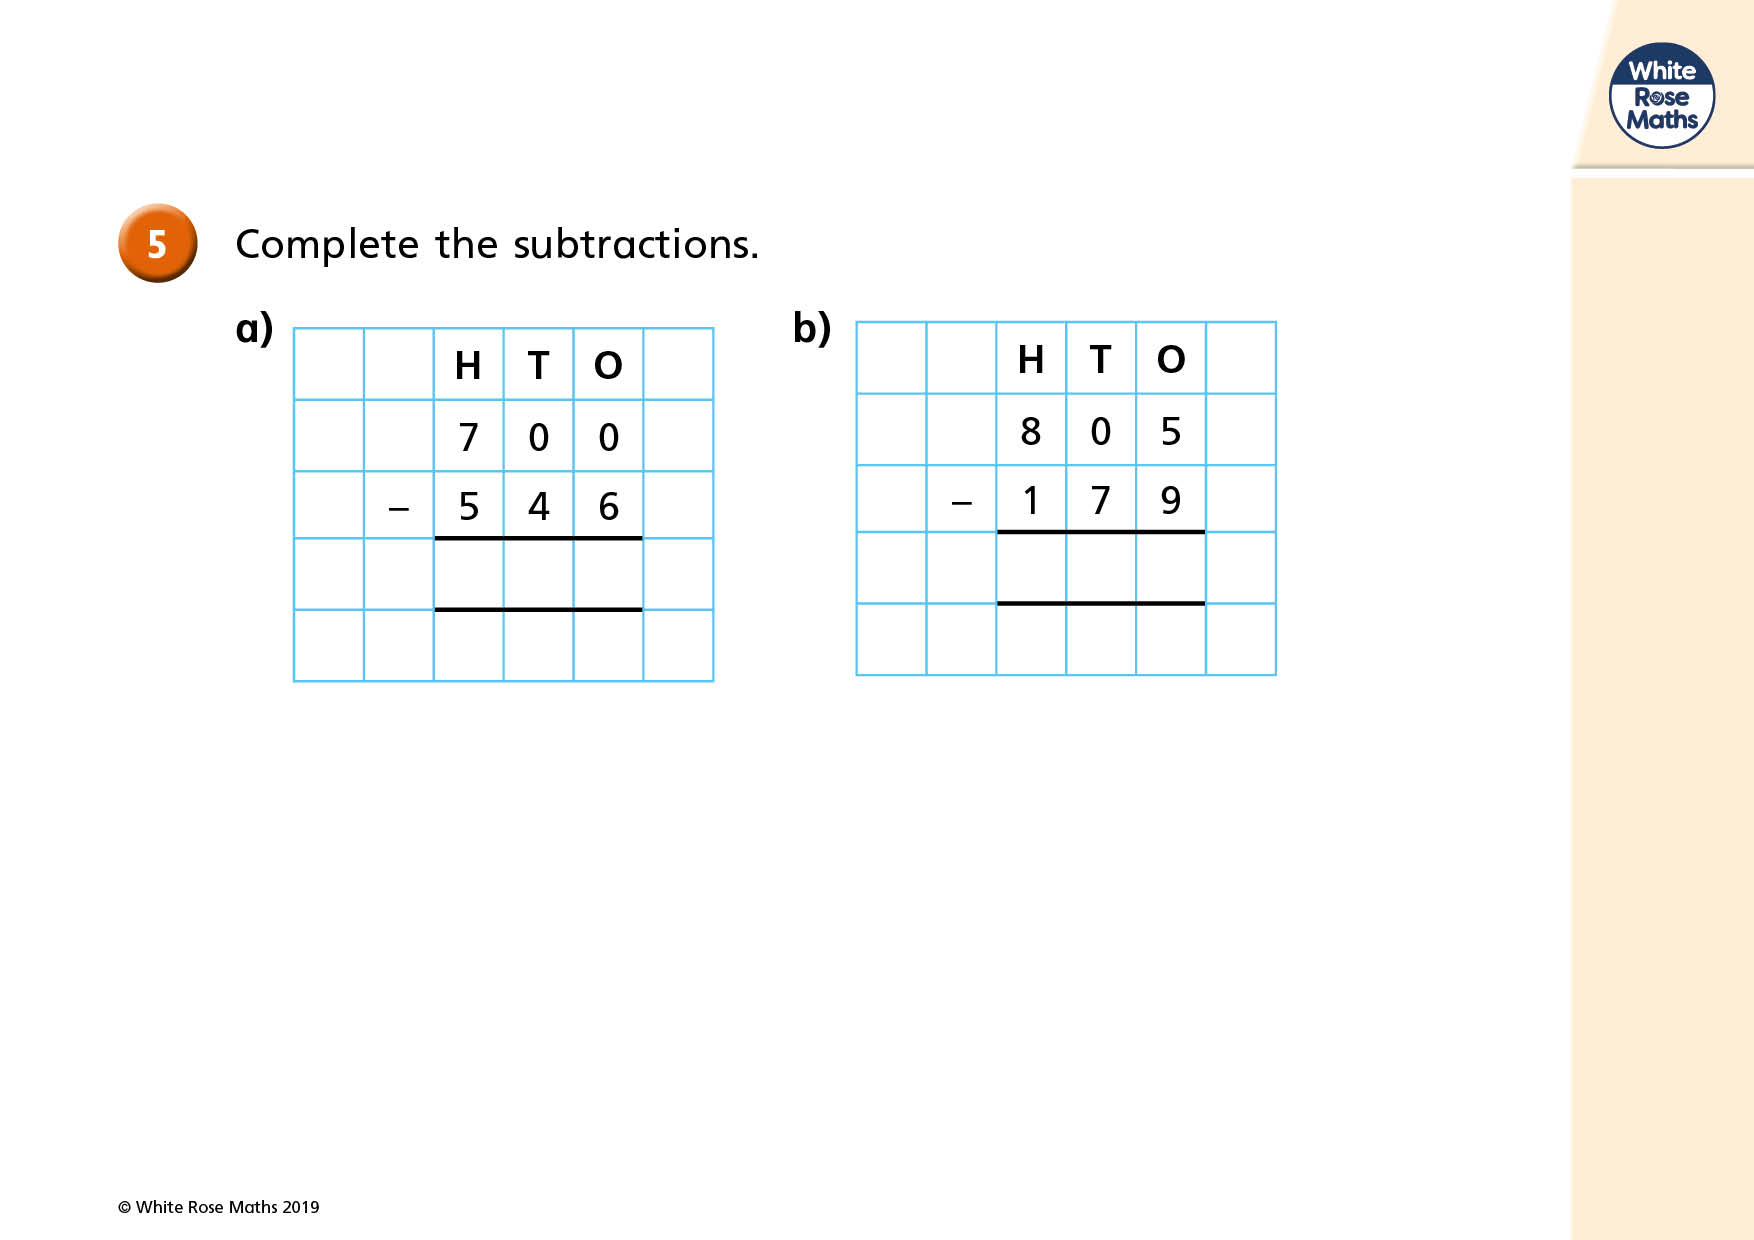 White
Rose
Maths
5 Complete the subtractions.
a)
H T O
7 0 0
– 5 4 6
b)
H T O
8 0 5
– 1 7 9
© White Rose Maths 2019